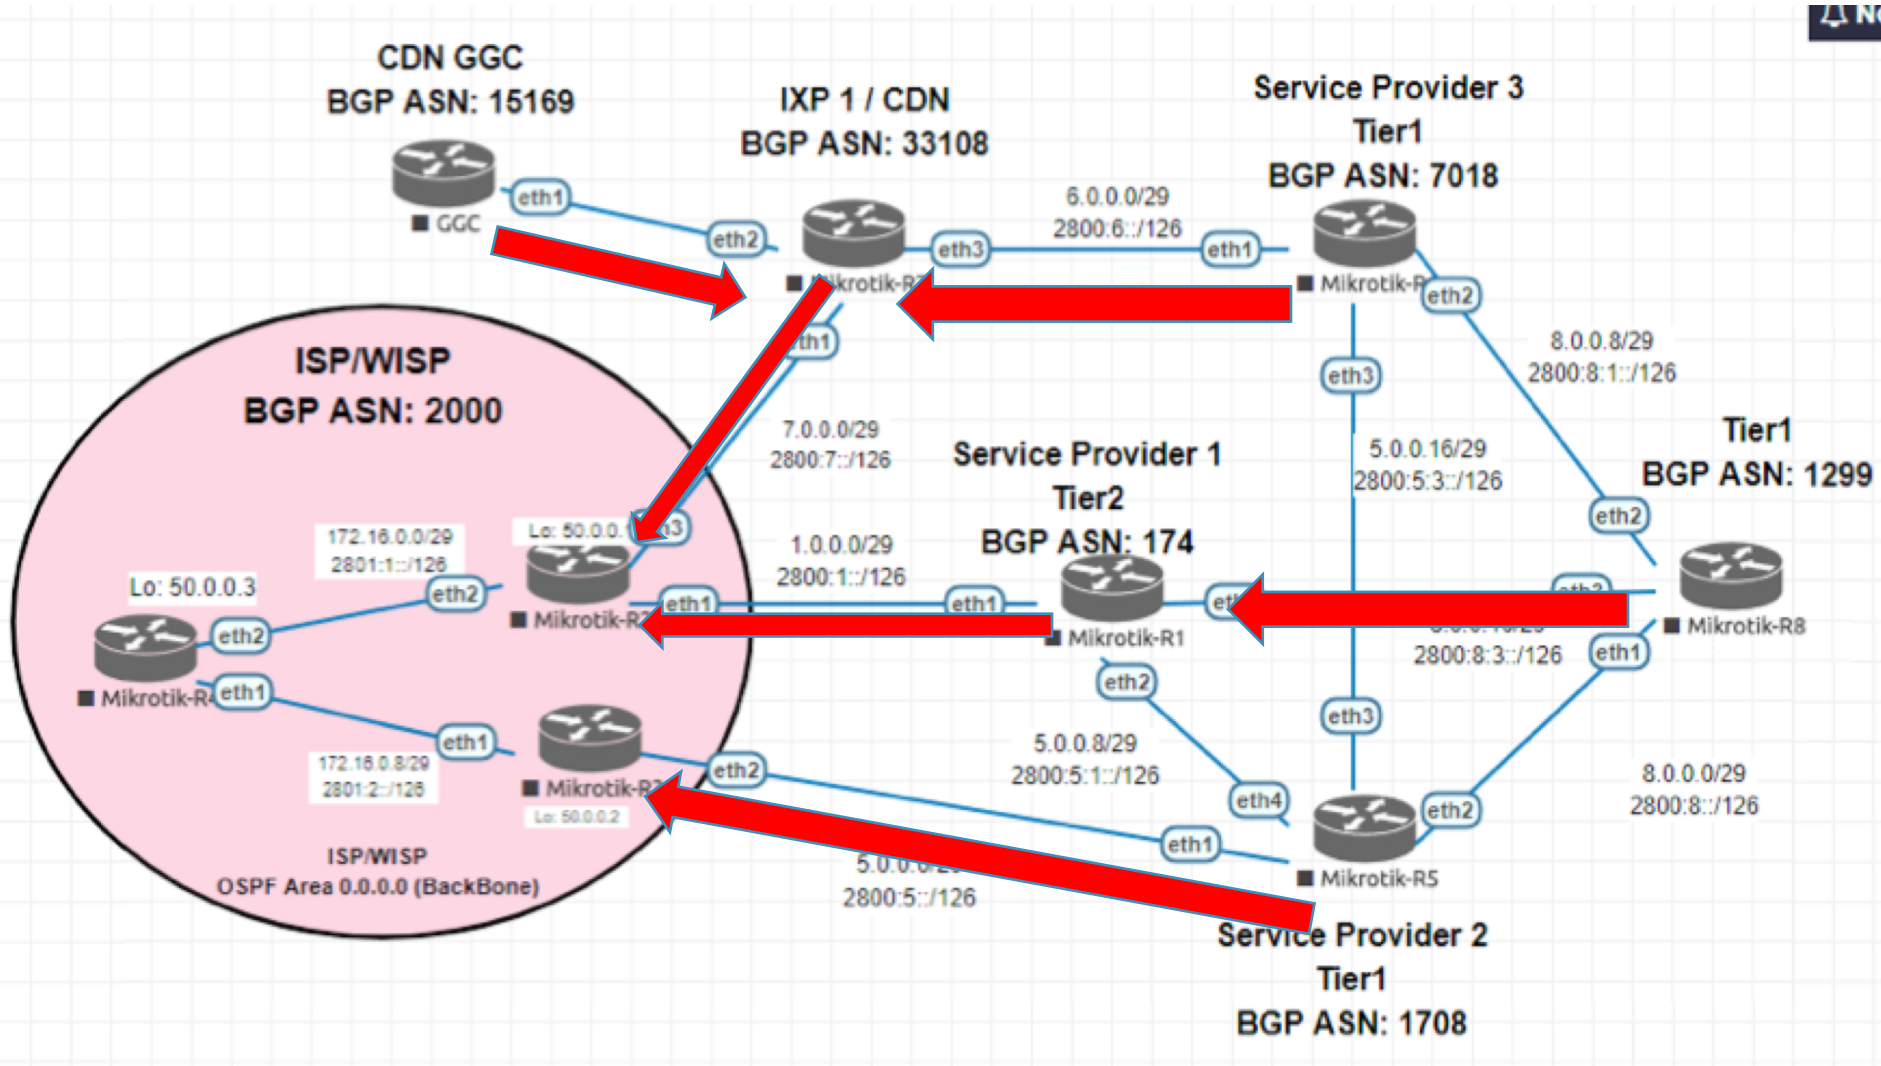 CDN GGC
BGP ASN: 15169
eth1
GGC
eth2
IXP 1 / CDN
BGP ASN: 33108
eth3
6.0.0.0/29
2800:6::/126
eth1
Service Provider 3
Tier1
BGP ASN: 7018
eth2
eth3
8.0.0.8/29
2800:8:1::/126
Tier1
BGP ASN: 1299
eth2
ISP/WISP
BGP ASN: 2000
7.0.0.0/29
2800:7::/126
Service Provider 1
Tier2
BGP ASN: 174
5.0.0.16/29
2800:5:3::/126
172.16.0.0/29
2801:1::/126
Lo: 50.0.0.3
eth2
1.0.0.0/29
2800:1::/126
eth1
eth1
Mikrotik-R1
Mikrotik-R8
2800:8:3::/126
eth1
eth2
eth1
eth1
172.16.0.8/29
2801:2::/126
Lo: 50.0.0.2
eth2
eth2
5.0.0.8/29
2800:5:1::/126
eth4
eth3
eth2
8.0.0.0/29
2800:8::/126
eth1
Mikrotik-R5
2800:5::/126
ISP/WISP
OSPF Area 0.0.0.0 (BackBone)
Service Provider 2
Tier1
BGP ASN: 1708